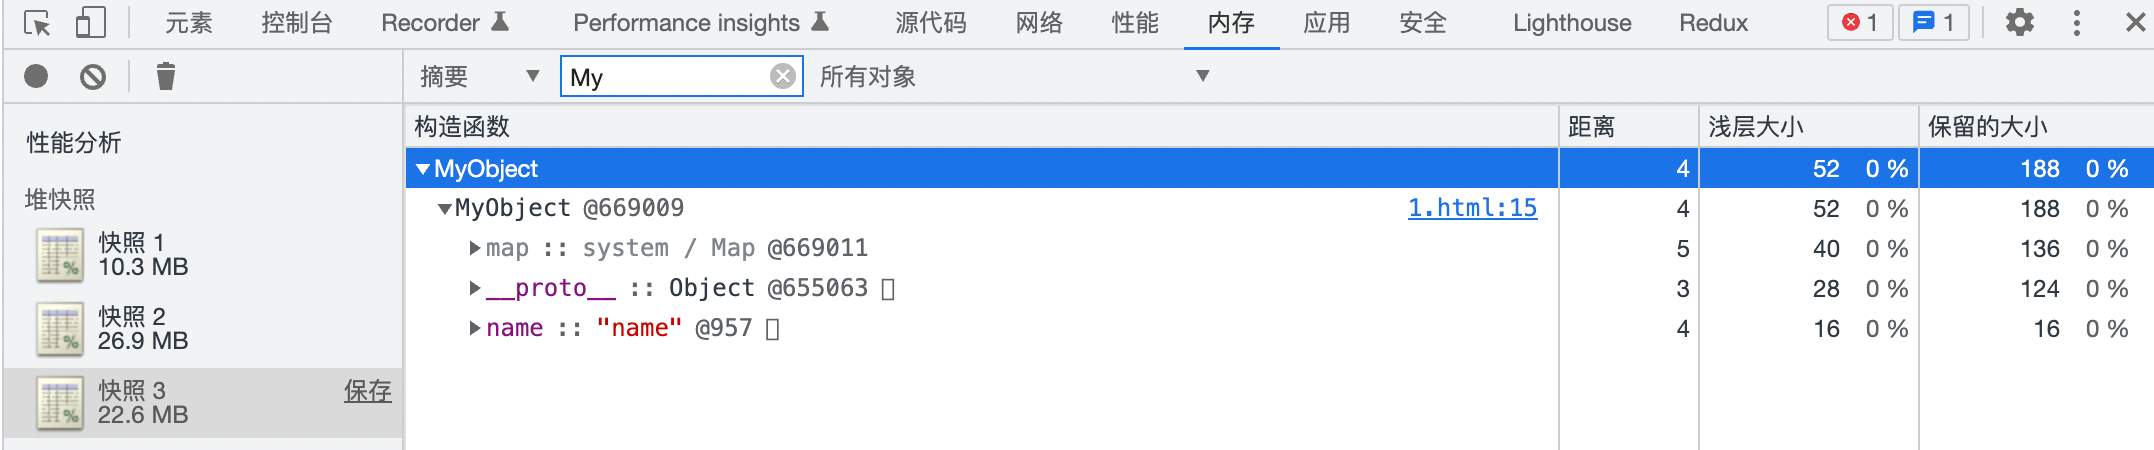 元素 控制台 Recorder Performance insights 源代码 网络 性能 内存 应用 安全 Lighthouse Redux 1 1
摘要 My 所有对象
性能分析
堆快照
快照 1
10.3 MB
快照 2
26.9 MB
快照 3 保存
22.6 MB
构造函数 距离 浅层大小 保留的大小
MyObject 4 52 0 % 188 0 %
MyObject @669009 1.html:15 4 52 0 % 188 0 %
map :: system / Map @669011 5 40 0 % 136 0 %
__proto__ :: Object @655063 3 28 0 % 124 0 %
name :: "name" @957 4 16 0 % 16 0 %